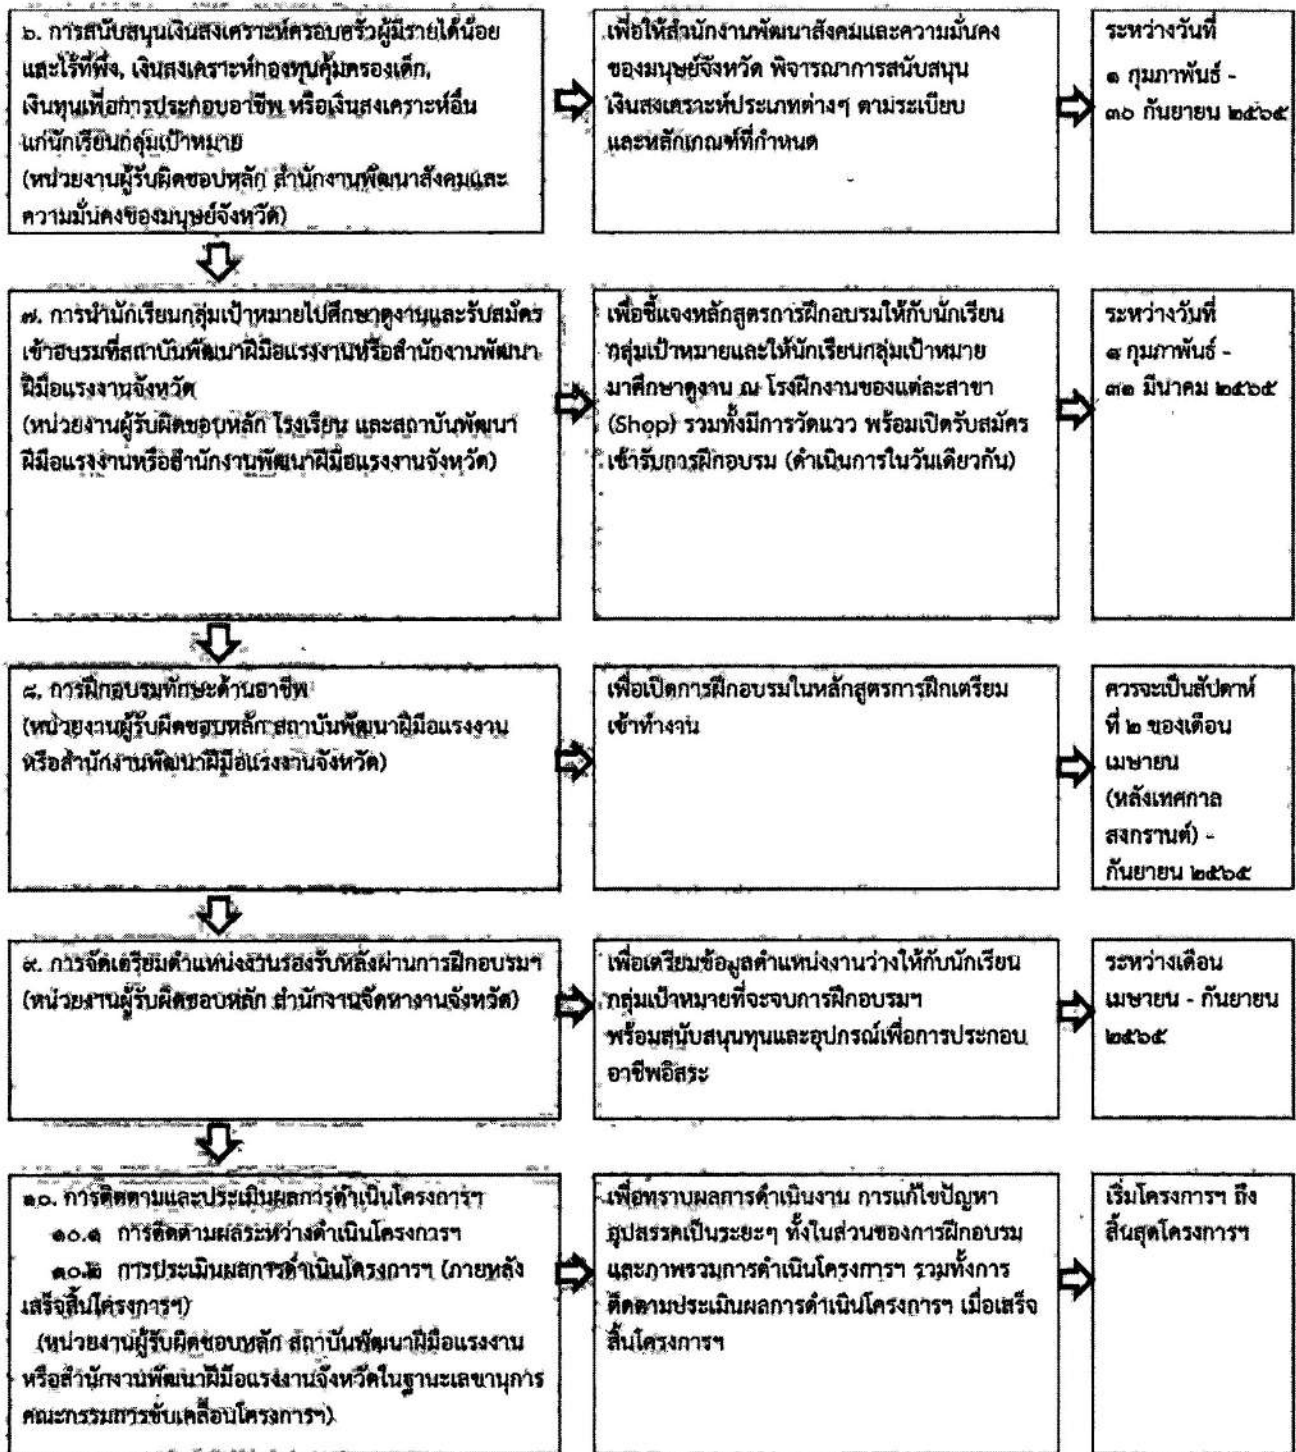 ๖. การสนับสนุนเงินสงเคราะห์ครอบครัวผู้มีรายได้น้อย
และไร้ที่พึ่ง, เงินสงเคราะห์กองทุนคุ้มครองเด็ก,
เงินทุนเพื่อการประกอบอาชีพ หรือเงินสงเคราะห์อื่น
แก่นักเรียนกลุ่มเป้าหมาย
(หน่วยงานผู้รับผิดชอบหลัก สำนักงานพัฒนาสังคมและ
ความมั่นคงของมนุษย์จังหวัด)
เพื่อให้สำนักงานพัฒนาสังคมและความมั่นคง
ของมนุษย์จังหวัด พิจารณาการสนับสนุน
เงินสงเคราะห์ประเภทต่างๆ ตามระเบียบ
และหลักเกณฑ์ที่กำหนด
ระหว่างวันที่
๑ กุมภาพันธ์ -
๓๐ กันยายน ๒๕๖๕
๗. การนำนักเรียนกลุ่มเป้าหมายไปศึกษาดูงานและรับสมัคร
เข้าอบรมที่สถาบันพัฒนาฝีมือแรงงานหรือสำนักงานพัฒนา
ฝีมือแรงงานจังหวัด
(หน่วยงานผู้รับผิดชอบหลัก โรงเรียน และสถาบันพัฒนา
ฝีมือแรงงานหรือสำนักงานพัฒนาฝีมือแรงงานจังหวัด)
เพื่อชี้แจงหลักสูตรการฝึกอบรมให้กับนักเรียน
กลุ่มเป้าหมายและให้นักเรียนกลุ่มเป้าหมาย
มาศึกษาดูงาน ณ โรงฝึกงานของแต่ละสาขา
(Shop) รวมทั้งมีการวัดแวว พร้อมเปิดรับสมัคร
เข้ารับการฝึกอบรม (ดำเนินการในวันเดียวกัน)
ระหว่างวันที่
๑ กุมภาพันธ์ -
๓๑ มีนาคม ๒๕๖๕
๘. การฝึกอบรมทักษะด้านอาชีพ
(หน่วยงานผู้รับผิดชอบหลัก สถาบันพัฒนาฝีมือแรงงาน
หรือสำนักงานพัฒนาฝีมือแรงงานจังหวัด)
เพื่อเปิดการฝึกอบรมในหลักสูตรการฝึกเตรียม
เข้าทำงาน
ควรจะเป็นสัปดาห์
ที่ ๒ ของเดือน
เมษายน
(หลังเทศกาล
สงกรานต์) -
กันยายน ๒๕๖๕
๙. การจัดเตรียมตำแหน่งงานรองรับหลังผ่านการฝึกอบรมฯ
(หน่วยงานผู้รับผิดชอบหลัก สำนักงานจัดหางานจังหวัด)
เพื่อเตรียมข้อมูลตำแหน่งงานว่างให้กับนักเรียน
กลุ่มเป้าหมายที่จะจบการฝึกอบรมฯ
พร้อมสนับสนุนทุนและอุปกรณ์เพื่อการประกอบ
อาชีพอิสระ
ระหว่างเดือน
เมษายน - กันยายน
๒๕๖๕
๑๐. การติดตามและประเมินผลการดำเนินโครงการฯ
๑๐.๑ การติดตามผลระหว่างดำเนินโครงการฯ
๑๐.๒ การประเมินผลการดำเนินโครงการฯ (ภายหลัง
เสร็จสิ้นโครงการฯ)
(หน่วยงานผู้รับผิดชอบหลัก สถาบันพัฒนาฝีมือแรงงาน
หรือสำนักงานพัฒนาฝีมือแรงงานจังหวัดในฐานะเลขานุการ
คณะกรรมการขับเคลื่อนโครงการฯ)
เพื่อทราบผลการดำเนินงาน การแก้ไขปัญหา
อุปสรรคเป็นระยะๆ ทั้งในส่วนของการฝึกอบรม
และภาพรวมการดำเนินโครงการฯ รวมทั้งการ
ติดตามประเมินผลการดำเนินโครงการฯ เมื่อเสร็จ
สิ้นโครงการฯ
เริ่มโครงการฯ ถึง
สิ้นสุดโครงการฯ